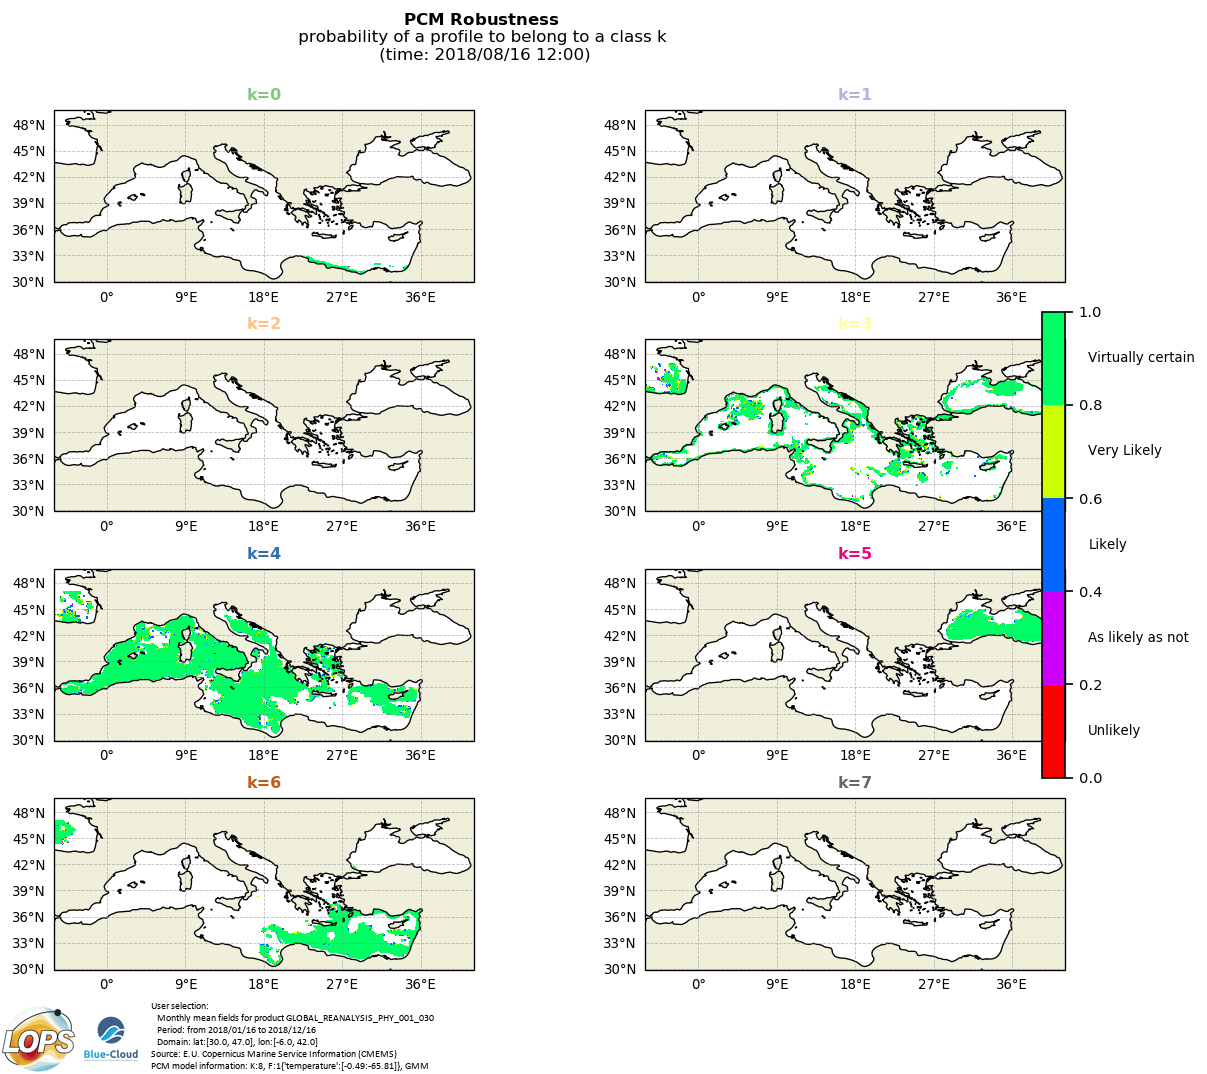 PCM Robustness
probability of a profile to belong to a class k
(time: 2018/08/16 12:00)
k=0
48°N
45°N
42°N
39°N
36°N
33°N
30°N
0°
9°E
18°E
27°E
36°E
k=1
48°N
45°N
42°N
39°N
36°N
33°N
30°N
0°
9°E
18°E
27°E
36°E
k=2
48°N
45°N
42°N
39°N
36°N
33°N
30°N
0°
9°E
18°E
27°E
36°E
k=3
48°N
45°N
42°N
39°N
36°N
33°N
30°N
0°
9°E
18°E
27°E
36°E
k=4
48°N
45°N
42°N
39°N
36°N
33°N
30°N
0°
9°E
18°E
27°E
36°E
k=5
48°N
45°N
42°N
39°N
36°N
33°N
30°N
0°
9°E
18°E
27°E
36°E
k=6
48°N
45°N
42°N
39°N
36°N
33°N
30°N
0°
9°E
18°E
27°E
36°E
k=7
48°N
45°N
42°N
39°N
36°N
33°N
30°N
0°
9°E
18°E
27°E
36°E
1.0
Virtually certain
0.8
Very Likely
0.6
Likely
0.4
As likely as not
0.2
Unlikely
0.0
LOPS
Blue-Cloud
User selection:
Monthly mean fields for product GLOBAL_REANALYSIS_PHY_001_030
Period: from 2018/01/16 to 2018/12/16
Domain: lat:[30.0, 47.0], lon:[-6.0, 42.0]
Source: E.U. Copernicus Marine Service Information (CMEMS)
PCM model information: K:8, F:1{'temperature':[-0.49:-65.81]}, GMM